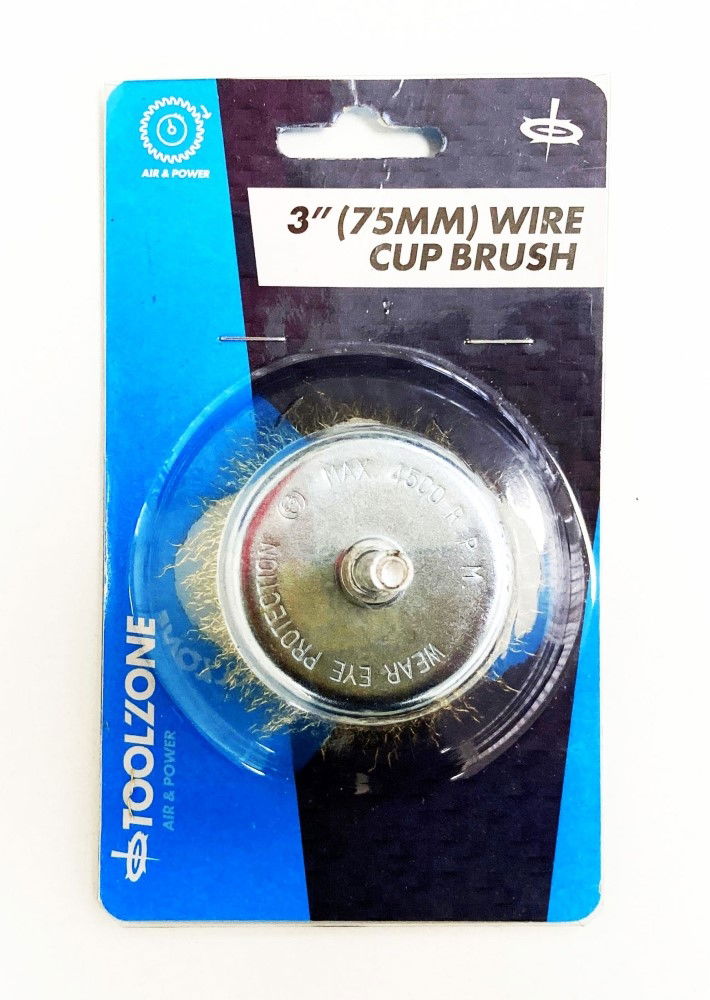 AIR & POWER
3" (75MM) WIRE
CUP BRUSH
MAX 4500 R P M
WEAR EYE PROTECTION
TOOLZONE
AIR & POWER